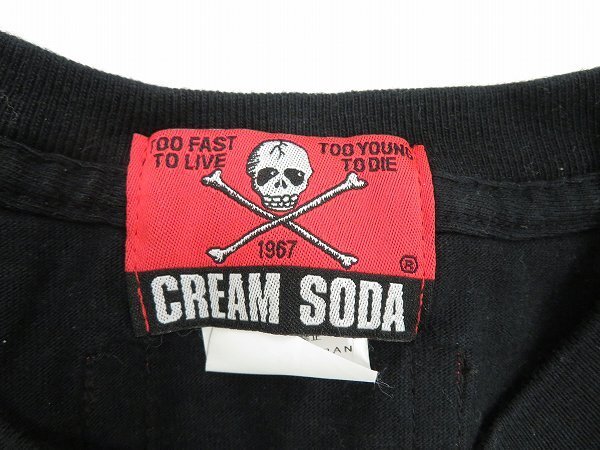 TOO FAST
TO LIVE
TOO YOUNG
TO DIE
1967
®
CREAM SODA